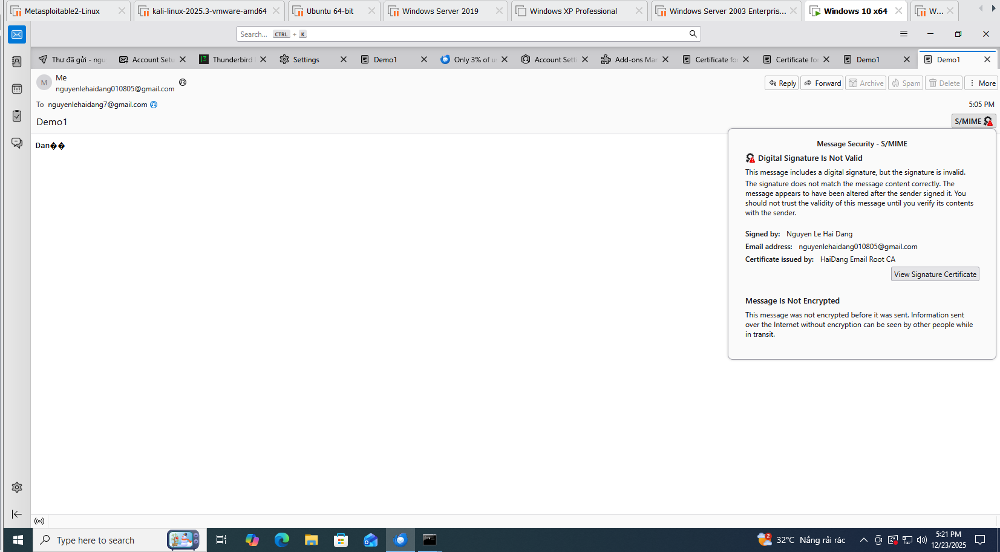 Metasploitable2-Linux
kali-linux-2025.3-vmware-amd64
Ubuntu 64-bit
Windows Server 2019
Windows XP Professional
Windows Server 2003 Enterpris...
Windows 10 x64
W...
Search... CTRL + K
Thư đã gửi - ngu
Account Setu
Thunderbird
Settings
Demo1
Only 3% of u
Account Sett
Add-ons Mar
Certificate fo
Certificate fo
Demo1
Demo1
M
Me
nguyenlehaidang010805@gmail.com
Reply
Forward
Archive
Spam
Delete
More
To nguyenlehaidang7@gmail.com
5:05 PM
Demo1
S/MIME
Dan��
Message Security - S/MIME
Digital Signature Is Not Valid
This message includes a digital signature, but the signature is invalid.
The signature does not match the message content correctly. The
message appears to have been altered after the sender signed it. You
should not trust the validity of this message until you verify its contents
with the sender.
Signed by: Nguyen Le Hai Dang
Email address: nguyenlehaidang010805@gmail.com
Certificate issued by: HaiDang Email Root CA
View Signature Certificate
Message Is Not Encrypted
This message was not encrypted before it was sent. Information sent
over the Internet without encryption can be seen by other people while
in transit.
Type here to search
2
32°C Nắng rải rác
5:21 PM
12/23/2025